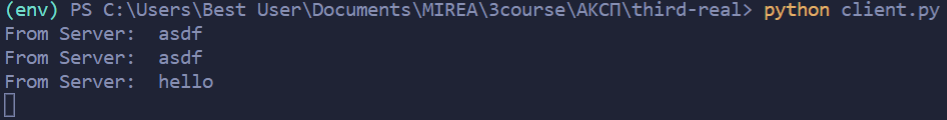 (env) PS C:\Users\Best User\Documents\MIREA\3course\АКСП\third-real> python client.py
From Server:  asdf
From Server:  asdf
From Server:  hello